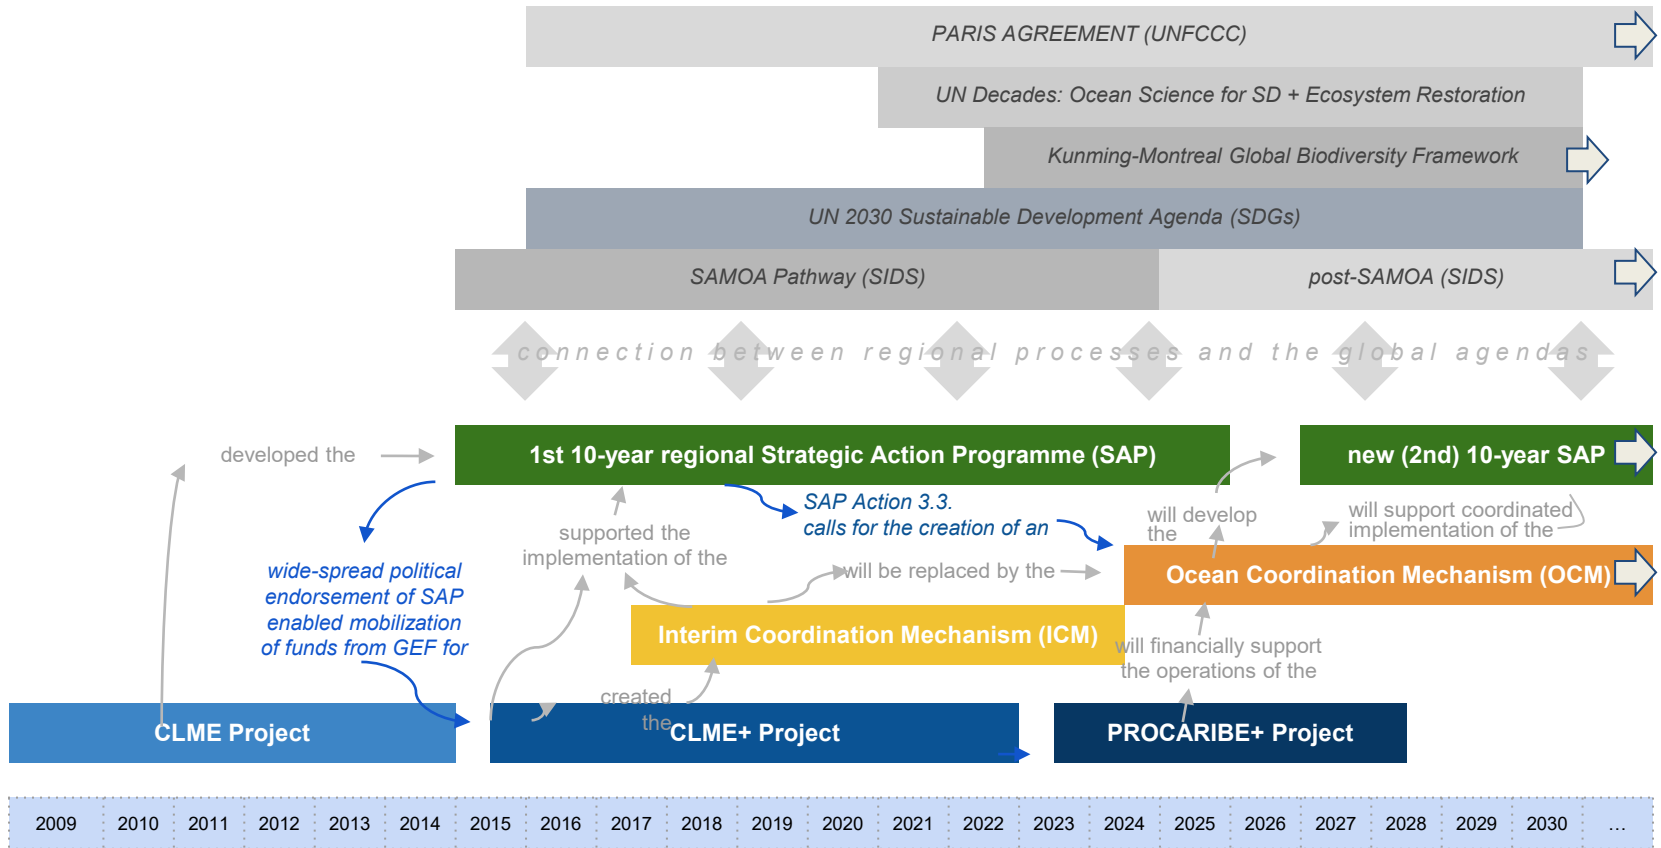 PARIS AGREEMENT (UNFCCC)
UN Decades: Ocean Science for SD + Ecosystem Restoration
Kunming-Montreal Global Biodiversity Framework
UN 2030 Sustainable Development Agenda (SDGs)
SAMOA Pathway (SIDS)
post-SAMOA (SIDS)
connection between regional processes and the global agendas
developed the
1st 10-year regional Strategic Action Programme (SAP)
new (2nd) 10-year SAP
SAP Action 3.3.
calls for the creation of an
supported the
implementation of the
will develop
the
will support coordinated
implementation of the
wide-spread political
endorsement of SAP
enabled mobilization
of funds from GEF for
will be replaced by the
Ocean Coordination Mechanism (OCM)
Interim Coordination Mechanism (ICM)
will financially support
the operations of the
created
the
CLME Project
CLME+ Project
PROCARIBE+ Project
2009 2010 2011 2012 2013 2014 2015 2016 2017 2018 2019 2020 2021 2022 2023 2024 2025 2026 2027 2028 2029 2030 ...